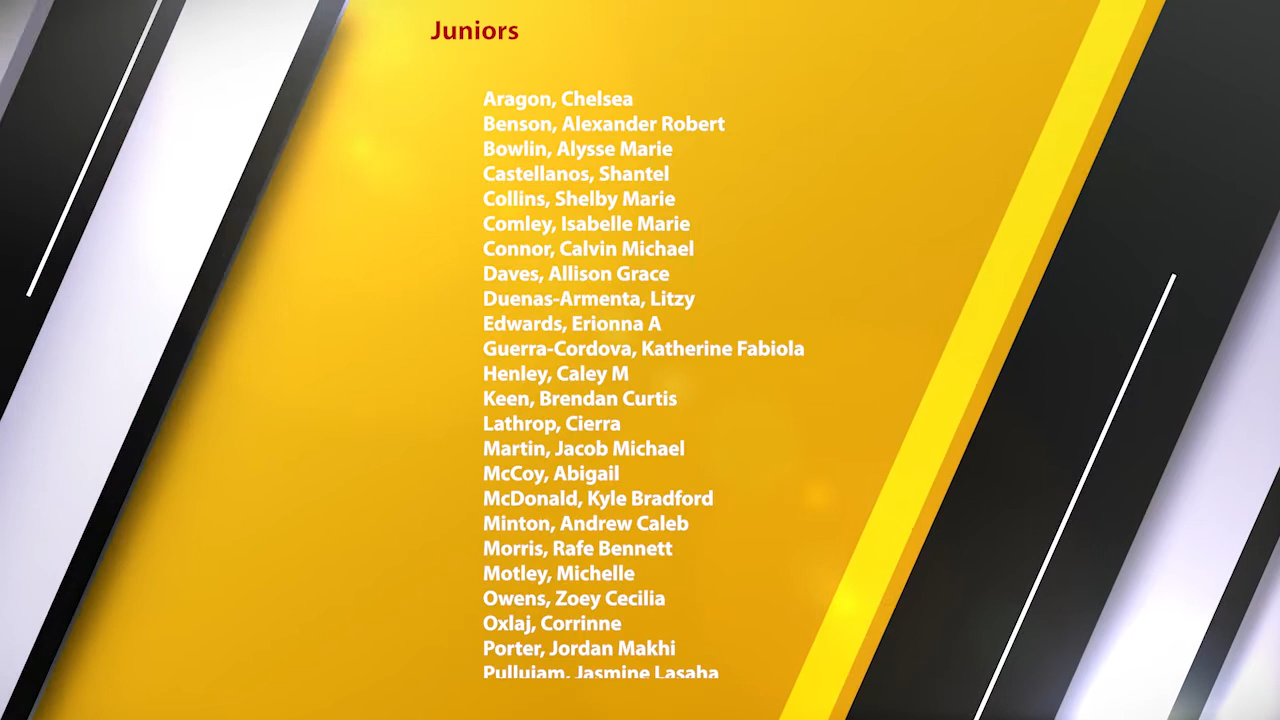 Juniors
Aragon, Chelsea
Benson, Alexander Robert
Bowlin, Alysse Marie
Castellanos, Shantel
Collins, Shelby Marie
Comley, Isabelle Marie
Connor, Calvin Michael
Daves, Allison Grace
Duenas-Armenta, Litzy
Edwards, Erionna A
Guerra-Cordova, Katherine Fabiola
Henley, Caley M
Keen, Brendan Curtis
Lathrop, Cierra
Martin, Jacob Michael
McCoy, Abigail
McDonald, Kyle Bradford
Minton, Andrew Caleb
Morris, Rafe Bennett
Motley, Michelle
Owens, Zoey Cecilia
Oxlaj, Corrinne
Porter, Jordan Makhi
Jasmine